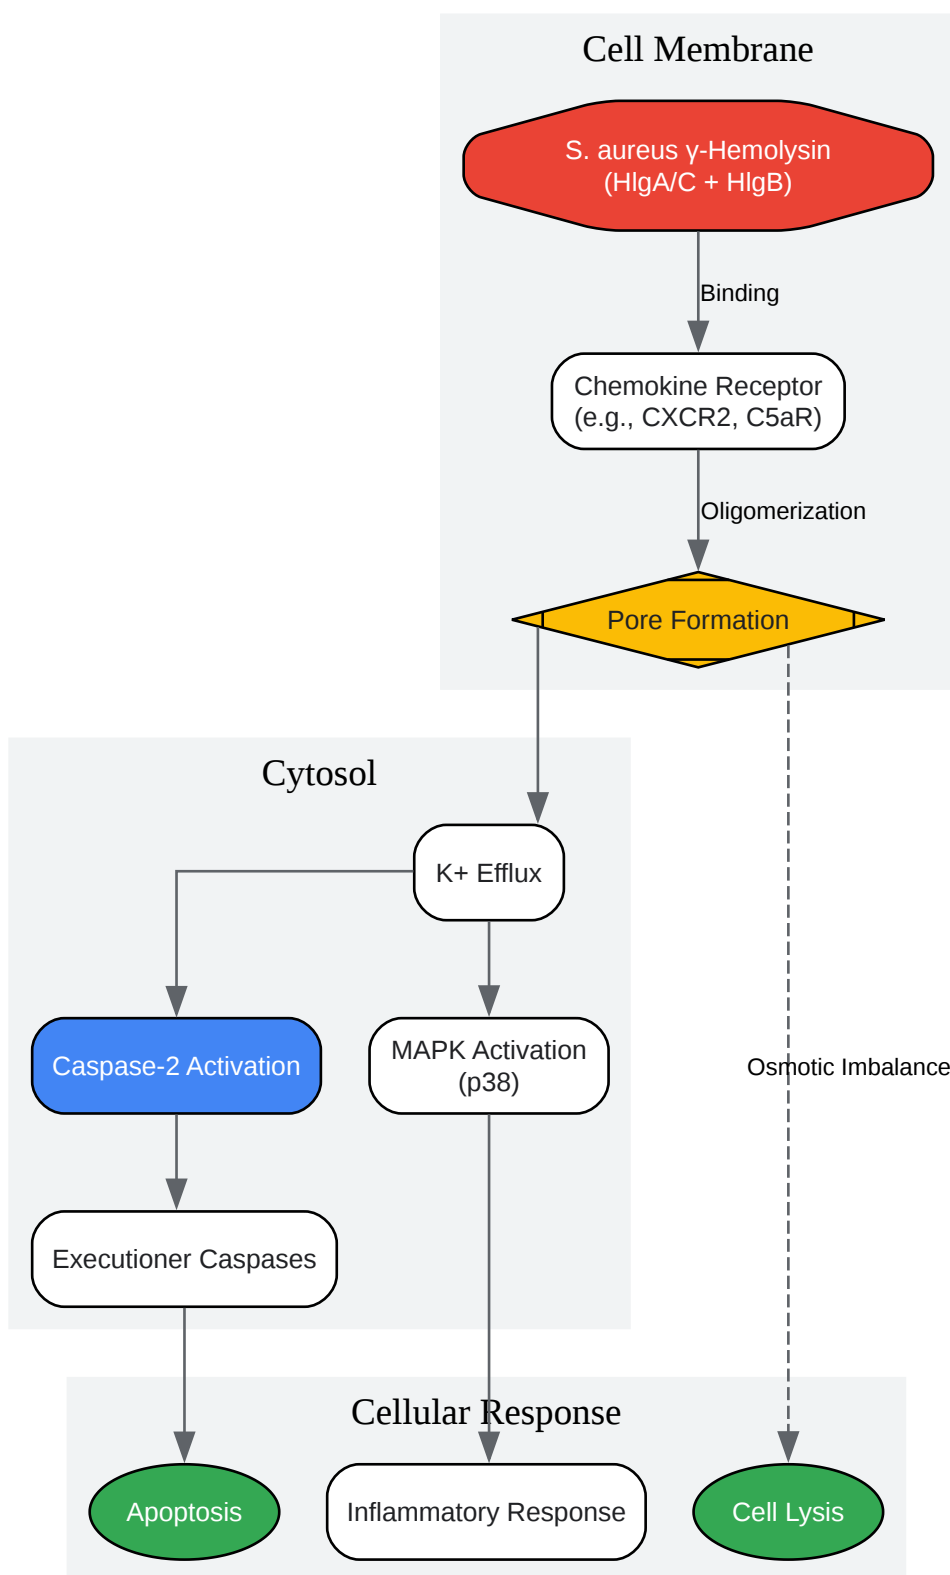 Cell Membrane
S. aureus γ-Hemolysin
(HlgA/C + HlgB)
Binding
Chemokine Receptor
(e.g., CXCR2, C5aR)
Oligomerization
Pore Formation
Cytosol
K+ Efflux
Caspase-2 Activation
MAPK Activation
(p38)
Osmotic Imbalance
Executioner Caspases
Cellular Response
Apoptosis
Inflammatory Response
Cell Lysis